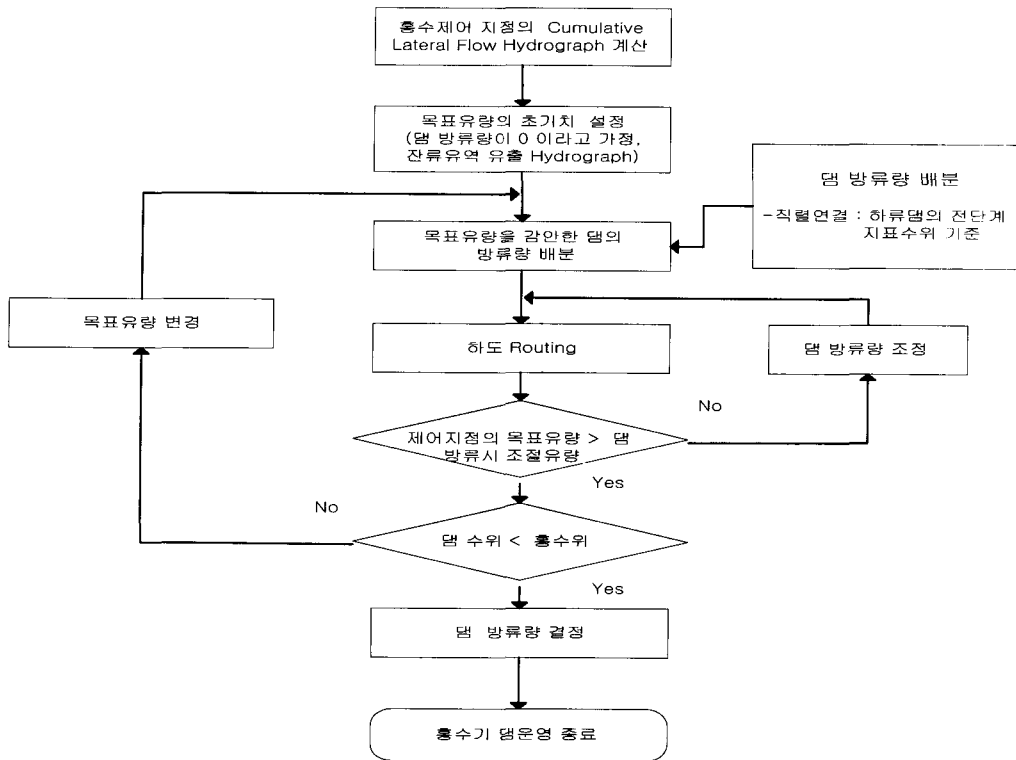 홍수제어 지점의 Cumulative
Lateral Flow Hydrograph 계산
목표유량의 초기치 설정
(댐 방류량이 0 이라고 가정,
잔류유역 유출 Hydrograph)
댐 방류량 배분
-직렬연결 : 하류댐의 전단계
지표수위 기준
목표유량을 감안한 댐의
방류량 배분
목표유량 변경
하도 Routing
댐 방류량 조정
No
제어지점의 목표유량 > 댐
방류시 조절유량
Yes
No
댐 수위 < 홍수위
Yes
댐 방류량 결정
홍수기 댐운영 종료